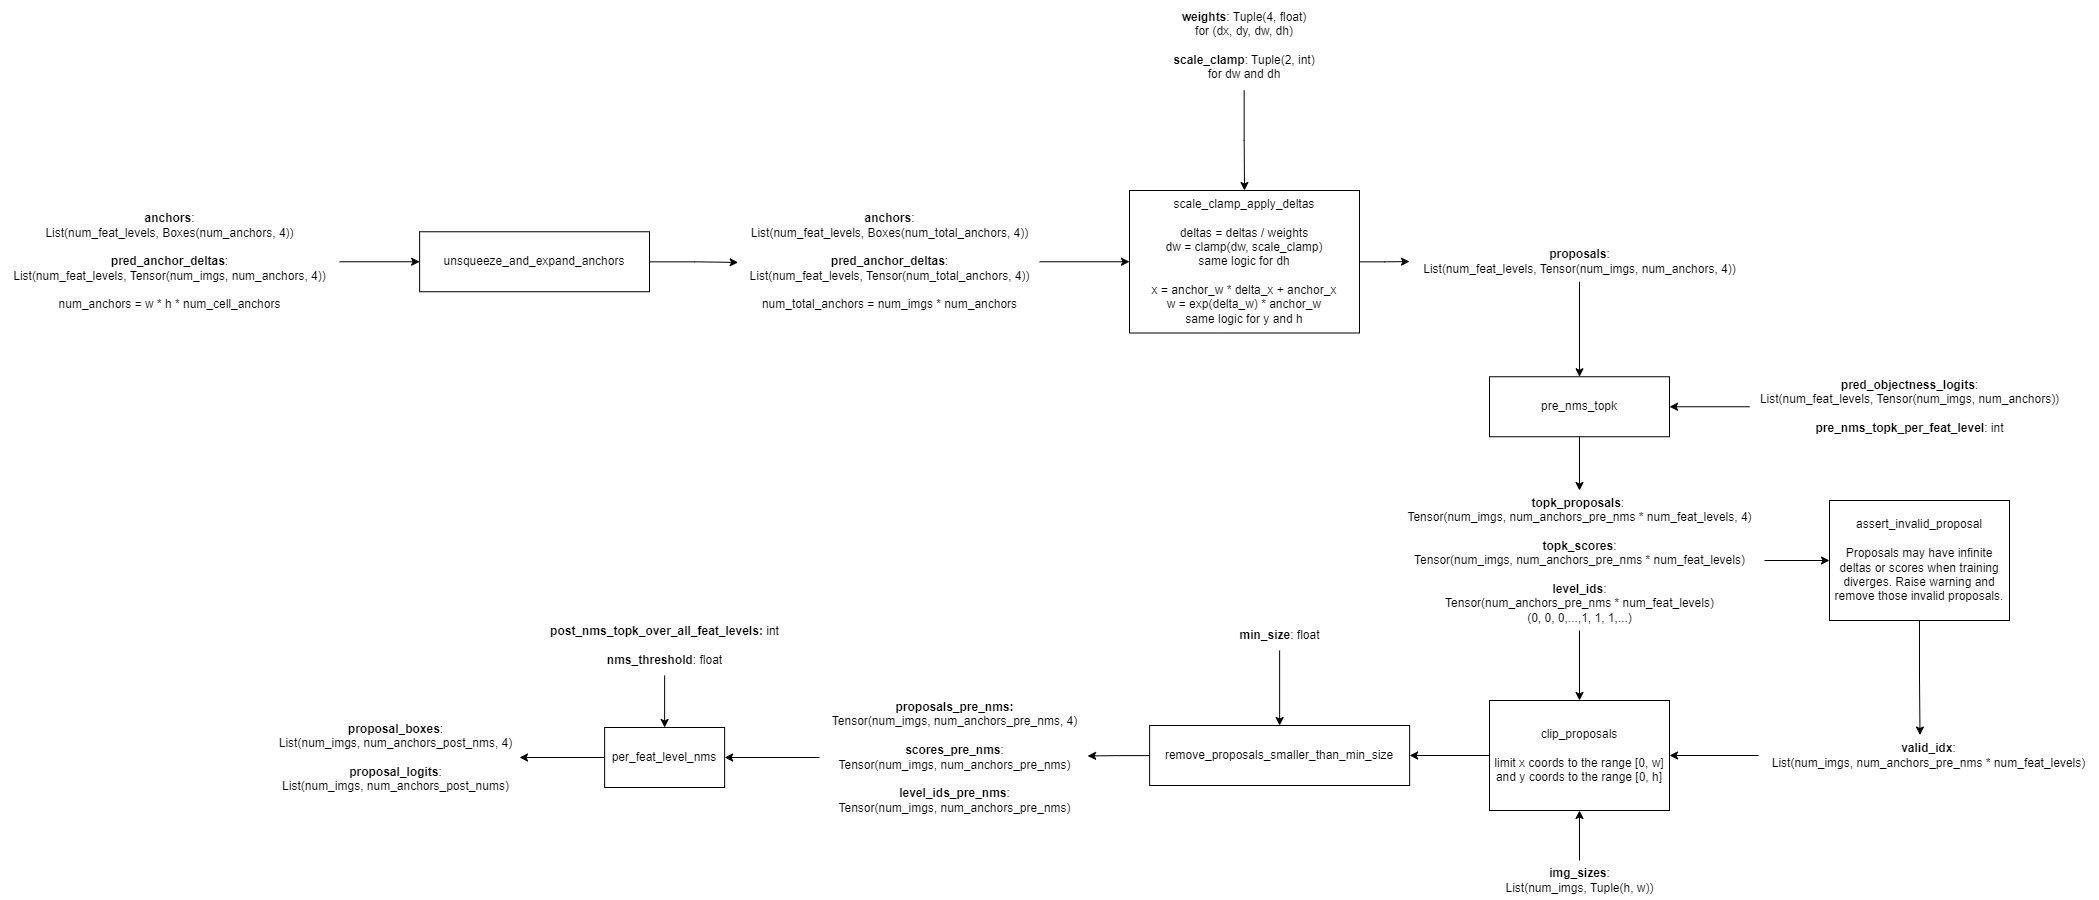 weights: Tuple(4, float)
for (dx, dy, dw, dh)
scale_clamp: Tuple(2, int)
for dw and dh
anchors:
List(num_feat_levels, Boxes(num_anchors, 4))
pred_anchor_deltas:
List(num_feat_levels, Tensor(num_imgs, num_anchors, 4))
num_anchors = w * h * num_cell_anchors
unsqueeze_and_expand_anchors
anchors:
List(num_feat_levels, Boxes(num_total_anchors, 4))
pred_anchor_deltas:
List(num_feat_levels, Tensor(num_total_anchors, 4))
num_total_anchors = num_imgs * num_anchors
scale_clamp_apply_deltas
deltas = deltas / weights
dw = clamp(dw, scale_clamp)
same logic for dh
x = anchor_w * delta_x + anchor_x
w = exp(delta_w) * anchor_w
same logic for y and h
proposals:
List(num_feat_levels, Tensor(num_imgs, num_anchors, 4))
pre_nms_topk
pred_objectness_logits:
List(num_feat_levels, Tensor(num_imgs, num_anchors))
pre_nms_topk_per_feat_level: int
topk_proposals:
Tensor(num_imgs, num_anchors_pre_nms * num_feat_levels, 4)
topk_scores:
Tensor(num_imgs, num_anchors_pre_nms * num_feat_levels)
level_ids:
Tensor(num_anchors_pre_nms * num_feat_levels)
(0, 0, 0,...,1, 1, 1,...)
assert_invalid_proposal
Proposals may have infinite
deltas or scores when training
diverges. Raise warning and
remove those invalid proposals.
valid_idx:
List(num_imgs, num_anchors_pre_nms * num_feat_levels)
clip_proposals
limit x coords to the range [0, w]
and y coords to the range [0, h]
img_sizes:
List(num_imgs, Tuple(h, w))
min_size: float
remove_proposals_smaller_than_min_size
proposals_pre_nms:
Tensor(num_imgs, num_anchors_pre_nms, 4)
scores_pre_nms:
Tensor(num_imgs, num_anchors_pre_nms)
level_ids_pre_nms:
Tensor(num_imgs, num_anchors_pre_nms)
post_nms_topk_over_all_feat_levels: int
nms_threshold: float
per_feat_level_nms
proposal_boxes:
List(num_imgs, num_anchors_post_nms, 4)
proposal_logits:
List(num_imgs, num_anchors_post_nums)